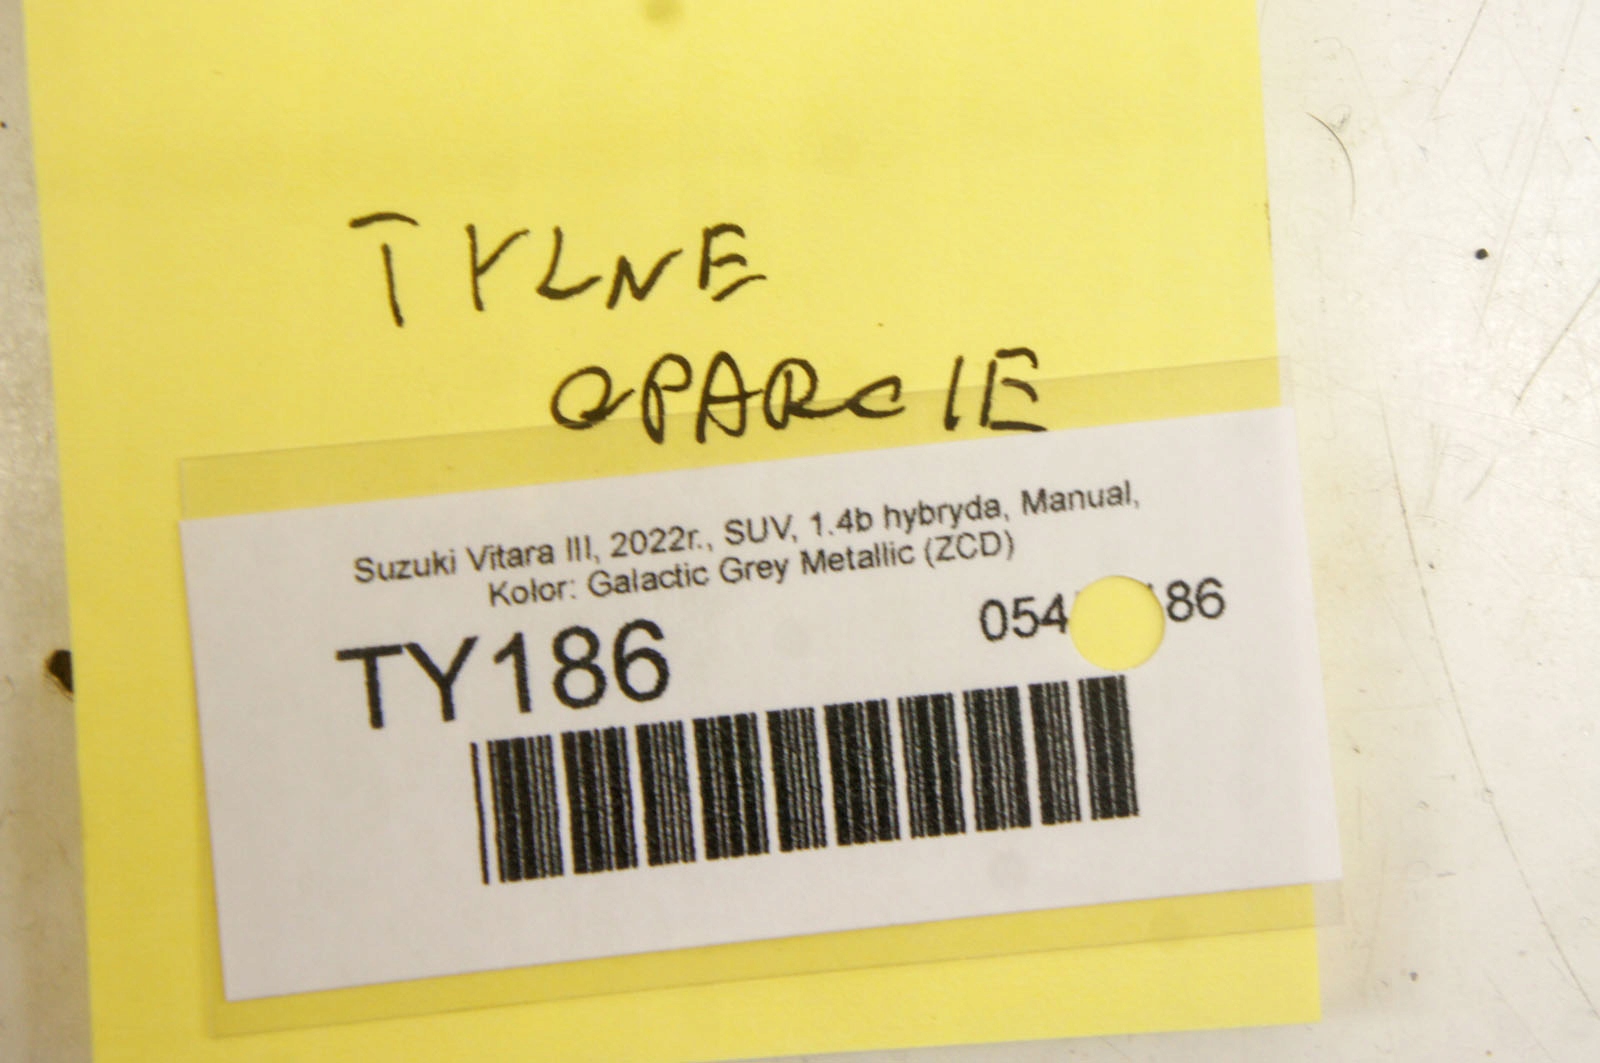 TYLNE
OPARCIE
Suzuki Vitara III, 2022r., SUV, 1.4b hybryda, Manual,
Kolor: Galactic Grey Metallic (ZCD)
TY186